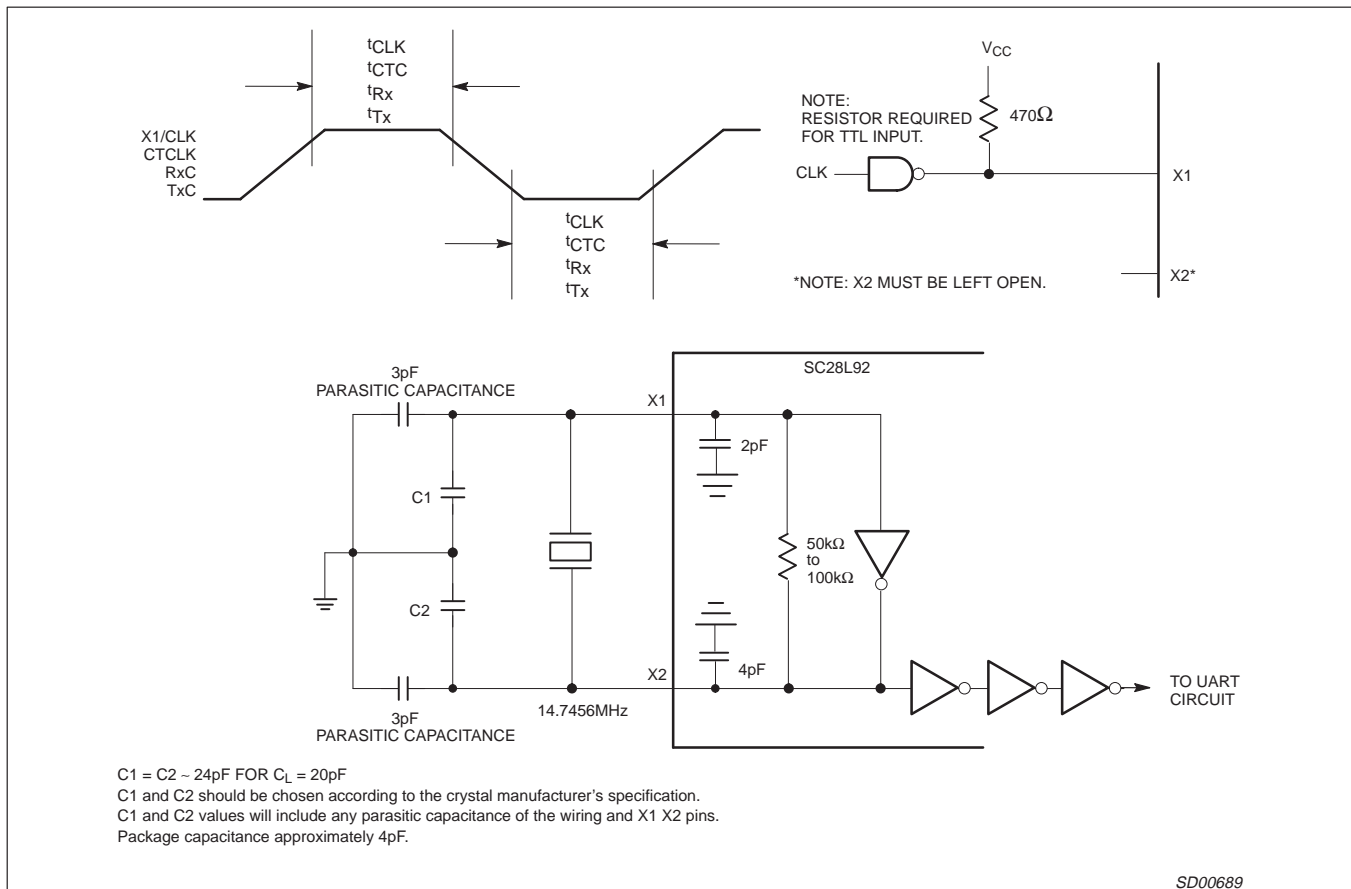 tCLK
tCTC
tRx
tTx
X1/CLK
CTCLK
RxC
TxC
tCLK
tCTC
tRx
tTx
VCC
NOTE:
RESISTOR REQUIRED
FOR TTL INPUT.
470Ω
CLK
X1
*NOTE: X2 MUST BE LEFT OPEN.
X2*
SC28L92
3pF
PARASITIC CAPACITANCE
X1
2pF
C1
50kΩ
to
100kΩ
C2
4pF
X2
3pF
PARASITIC CAPACITANCE
14.7456MHz
TO UART
CIRCUIT
C1 = C2 ~ 24pF FOR CL = 20pF
C1 and C2 should be chosen according to the crystal manufacturer's specification.
C1 and C2 values will include any parasitic capacitance of the wiring and X1 X2 pins.
Package capacitance approximately 4pF.
SD00689